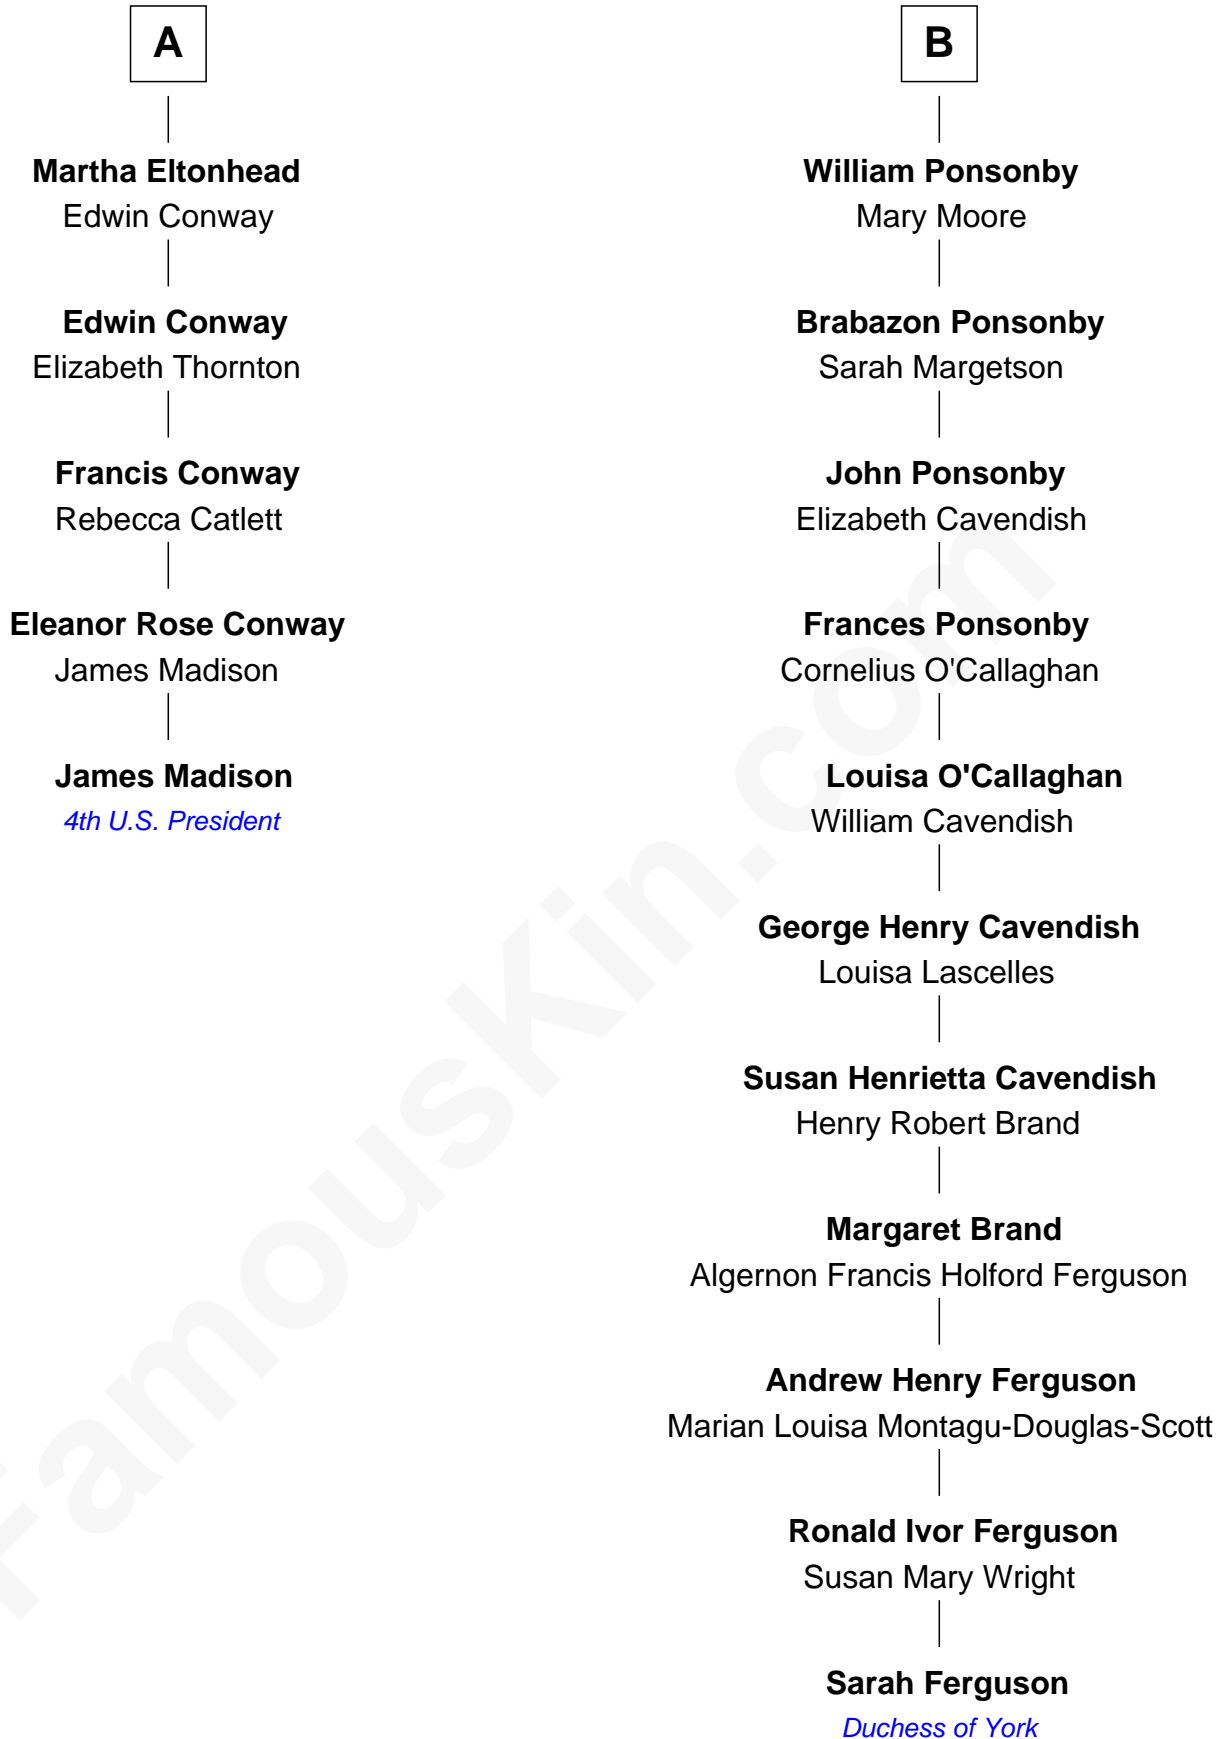 A
Martha Eltonhead
Edwin Conway
Edwin Conway
Elizabeth Thornton
Francis Conway
Rebecca Catlett
Eleanor Rose Conway
James Madison
James Madison
4th U.S. President
B
William Ponsonby
Mary Moore
Brabazon Ponsonby
Sarah Margetson
John Ponsonby
Elizabeth Cavendish
Frances Ponsonby
Cornelius O'Callaghan
Louisa O'Callaghan
William Cavendish
George Henry Cavendish
Louisa Lascelles
Susan Henrietta Cavendish
Henry Robert Brand
Margaret Brand
Algernon Francis Holford Ferguson
Andrew Henry Ferguson
Marian Louisa Montagu-Douglas-Scott
Ronald Ivor Ferguson
Susan Mary Wright
Sarah Ferguson
Duchess of York
FamousKin.com